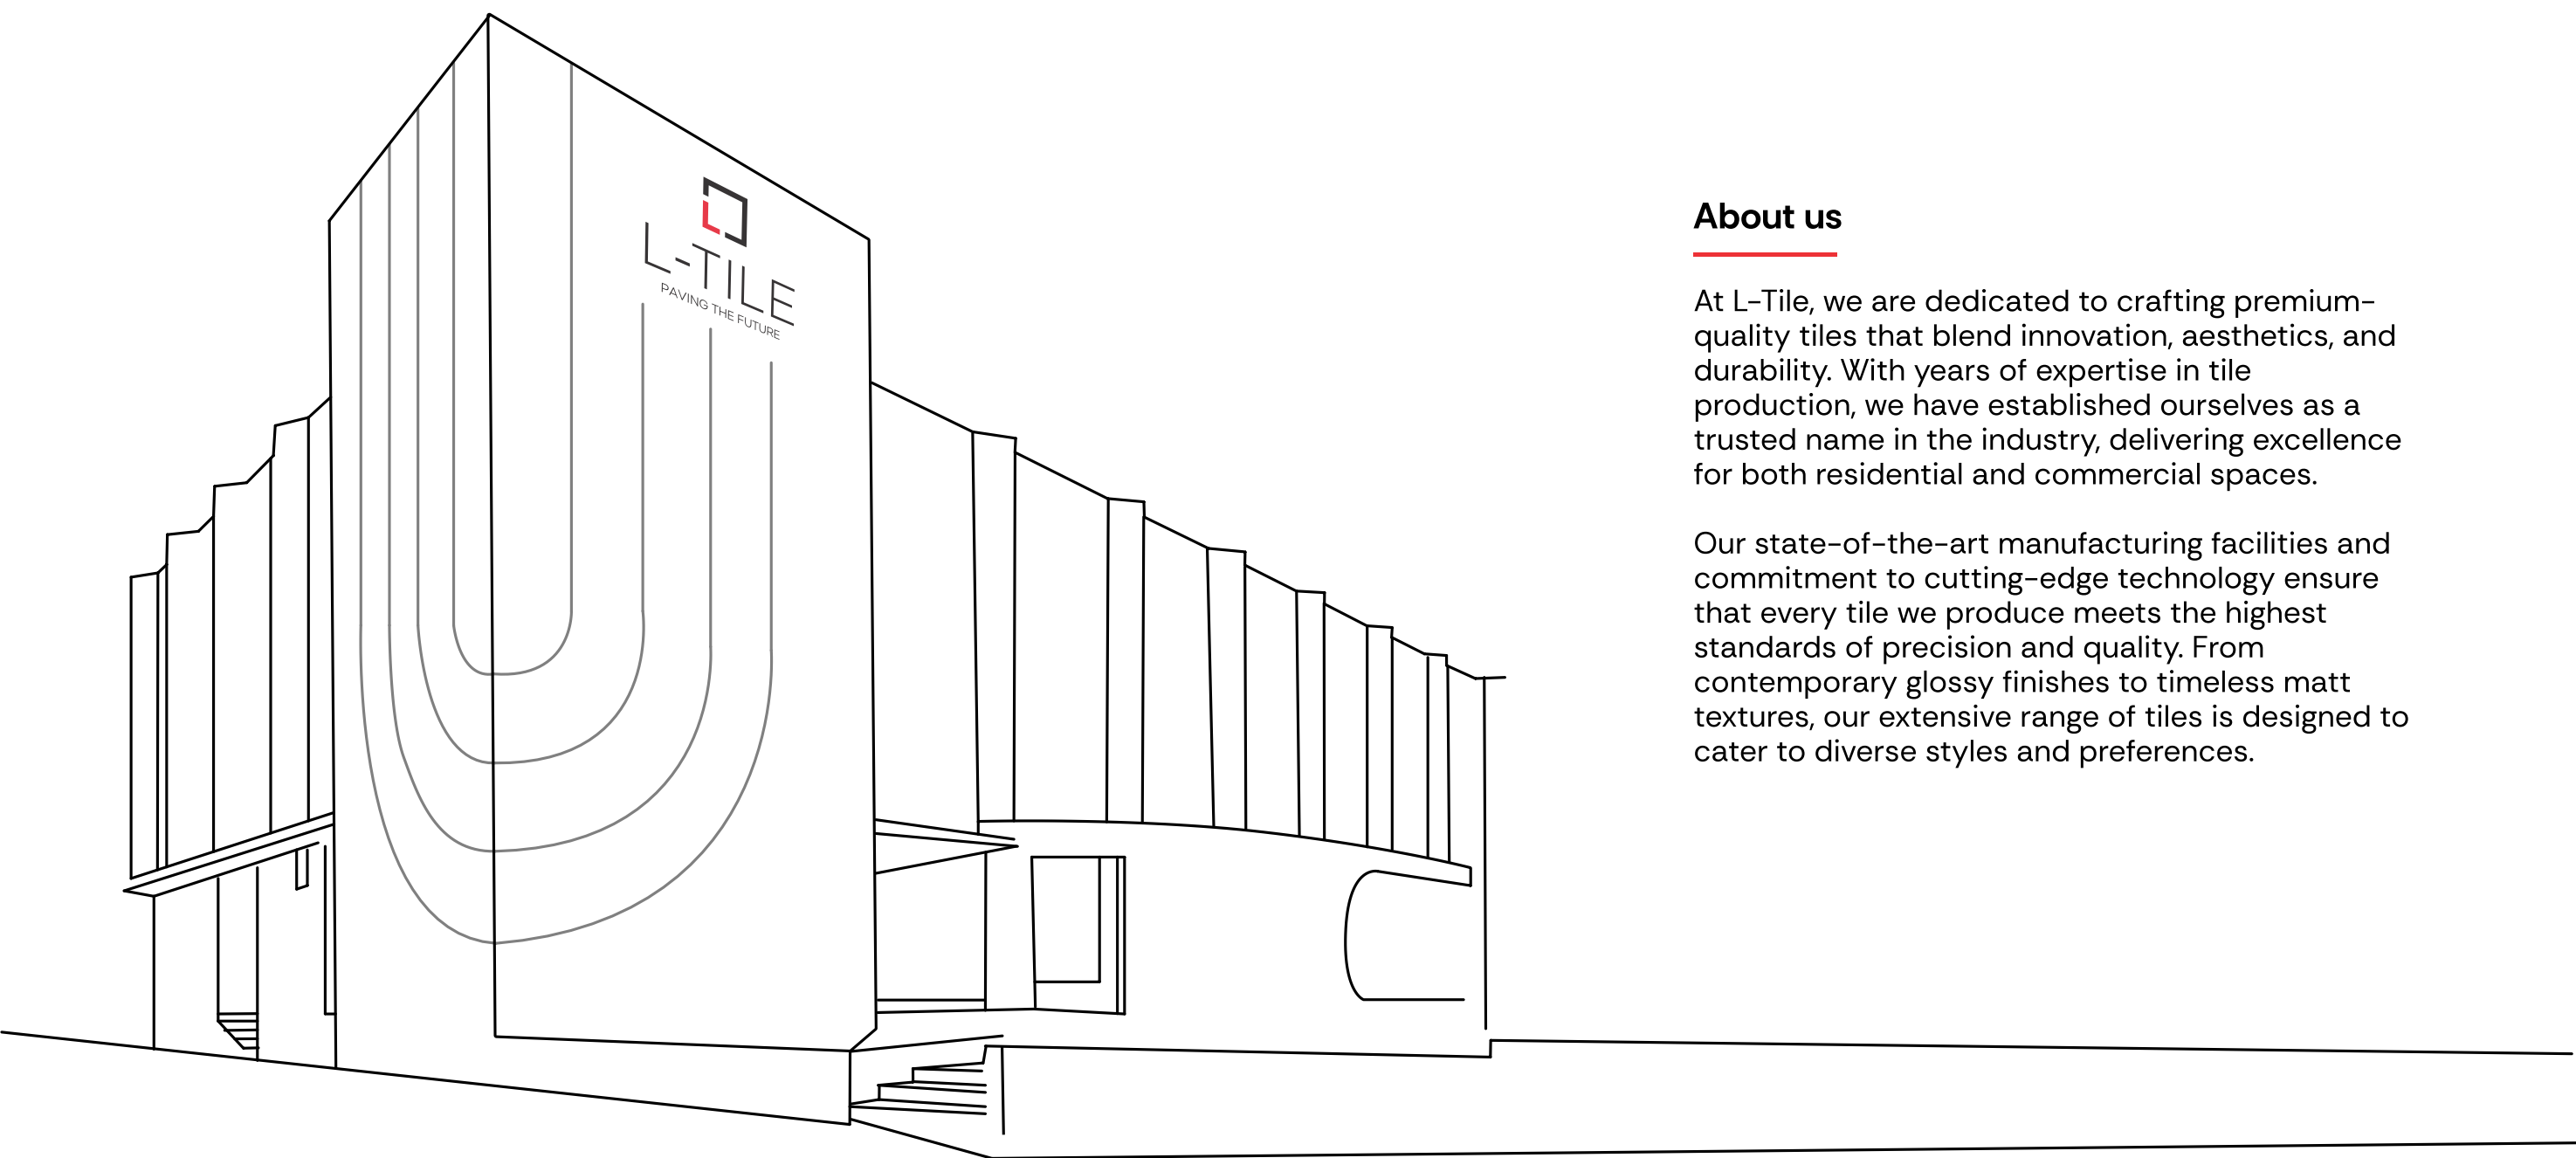 L-TILE
PAVING THE FUTURE
About us
At L-Tile, we are dedicated to crafting premium-
quality tiles that blend innovation, aesthetics, and
durability. With years of expertise in tile
production, we have established ourselves as a
trusted name in the industry, delivering excellence
for both residential and commercial spaces.
Our state-of-the-art manufacturing facilities and
commitment to cutting-edge technology ensure
that every tile we produce meets the highest
standards of precision and quality. From
contemporary glossy finishes to timeless matt
textures, our extensive range of tiles is designed to
cater to diverse styles and preferences.